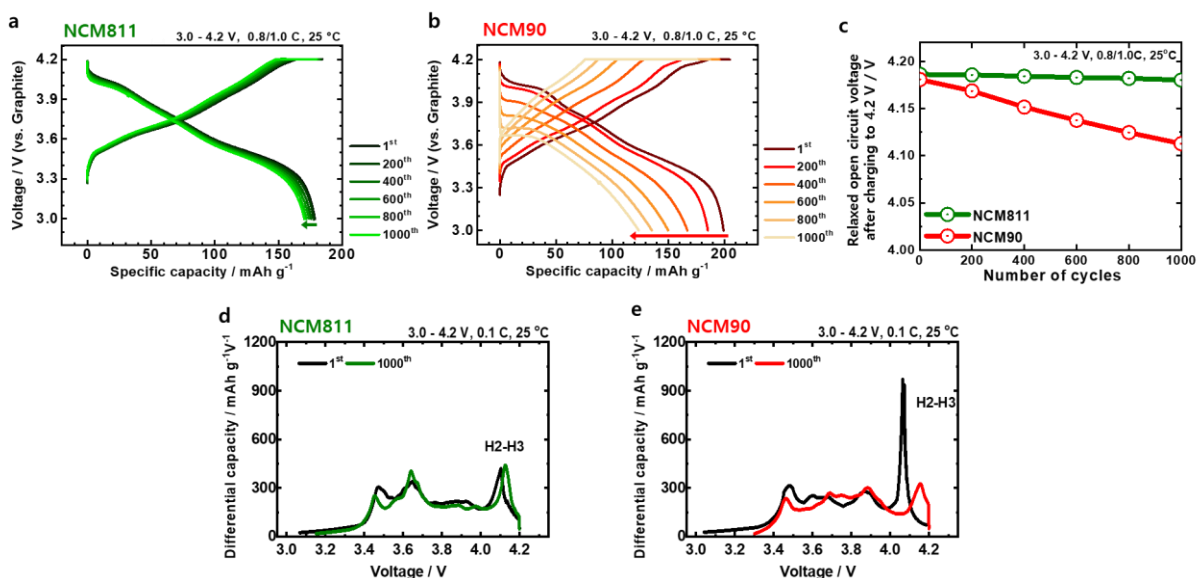 a
NCM811
3.0 - 4.2 V, 0.8/1.0 C, 25 °C
Voltage / V (vs. Graphite)
4.2
3.9
3.6
3.3
3.0
1st
200th
400th
600th
800th
1000th
0 50 100 150 200
Specific capacity / mAh g-1
b
NCM90
3.0 - 4.2 V, 0.8/1.0 C, 25 °C
Voltage / V (vs. Graphite)
4.2
3.9
3.6
3.3
3.0
1st
200th
400th
600th
800th
1000th
0 50 100 150 200
Specific capacity / mAh g-1
c
3.0 - 4.2 V, 0.8/1.0C, 25°C
Relaxed open circuit voltage
after charging to 4.2 V / V
4.20
4.15
4.10
4.05
4.00
NCM811
NCM90
0 200 400 600 800 1000
Number of cycles
d
NCM811
3.0 - 4.2 V, 0.1 C, 25 °C
Differential capacity / mAh g-1V-1
1200
900
600
300
0
1st 1000th
H2-H3
3.0 3.2 3.4 3.6 3.8 4.0 4.2
Voltage / V
e
NCM90
3.0 - 4.2 V, 0.1 C, 25 °C
Differential capacity / mAh g-1V-1
1200
900
600
300
0
1st 1000th
H2-H3
3.0 3.2 3.4 3.6 3.8 4.0 4.2
Voltage / V